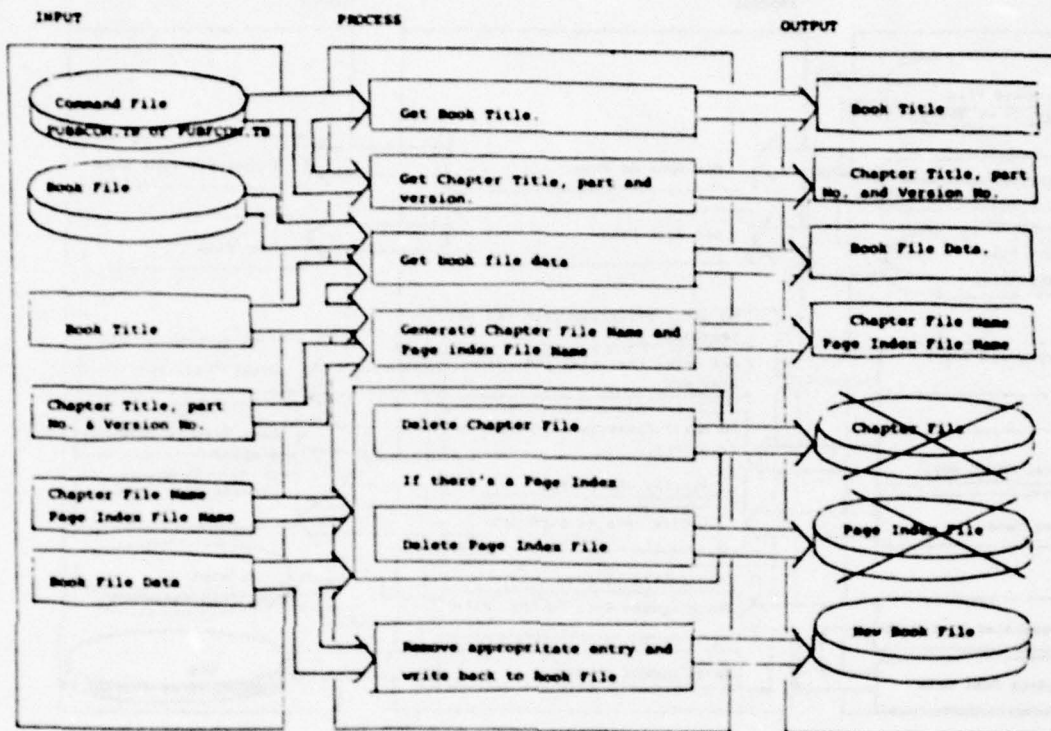 INPUT
PROCESS
OUTPUT
Command File
PUBBCOM.TB or PUBFCOM.TB
Book File
Book Title
Chapter Title, part
No. & Version No.
Chapter File Name
Page Index File Name
Book File Data
Get Book Title.
Get Chapter Title, part and
version.
Get book file data
Generate Chapter File Name and
Page index File Name
Delete Chapter File
If there's a Page Index
Delete Page Index File
Remove appropritate entry and
write back to Book File
Book Title
Chapter Title, part
No. and Version No.
Book File Data.
Chapter File Name
Page Index File Name
Chapter File
Page Index File
New Book File